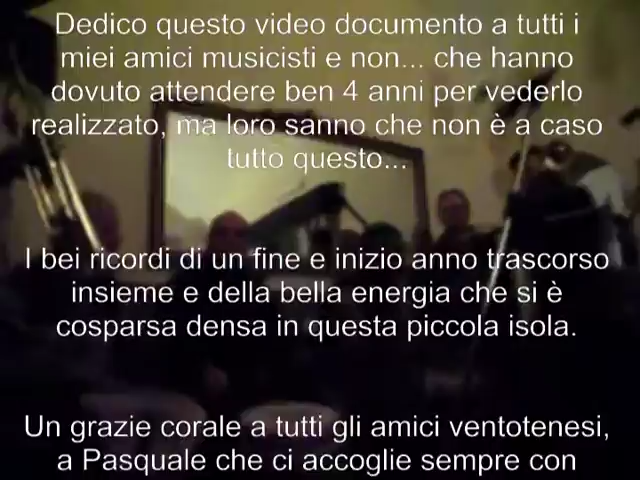 Dedico questo video documento a tutti i
miei amici musicisti e non... che hanno
dovuto attendere ben 4 anni per vederlo
realizzato, ma loro sanno che non è a caso
tutto questo...
I bei ricordi di un fine e inizio anno trascorso
insieme e della bella energia che si è
cosparsa densa in questa piccola isola.
Un grazie corale a tutti gli amici ventotenesi,
a Pasquale che ci accoglie sempre con